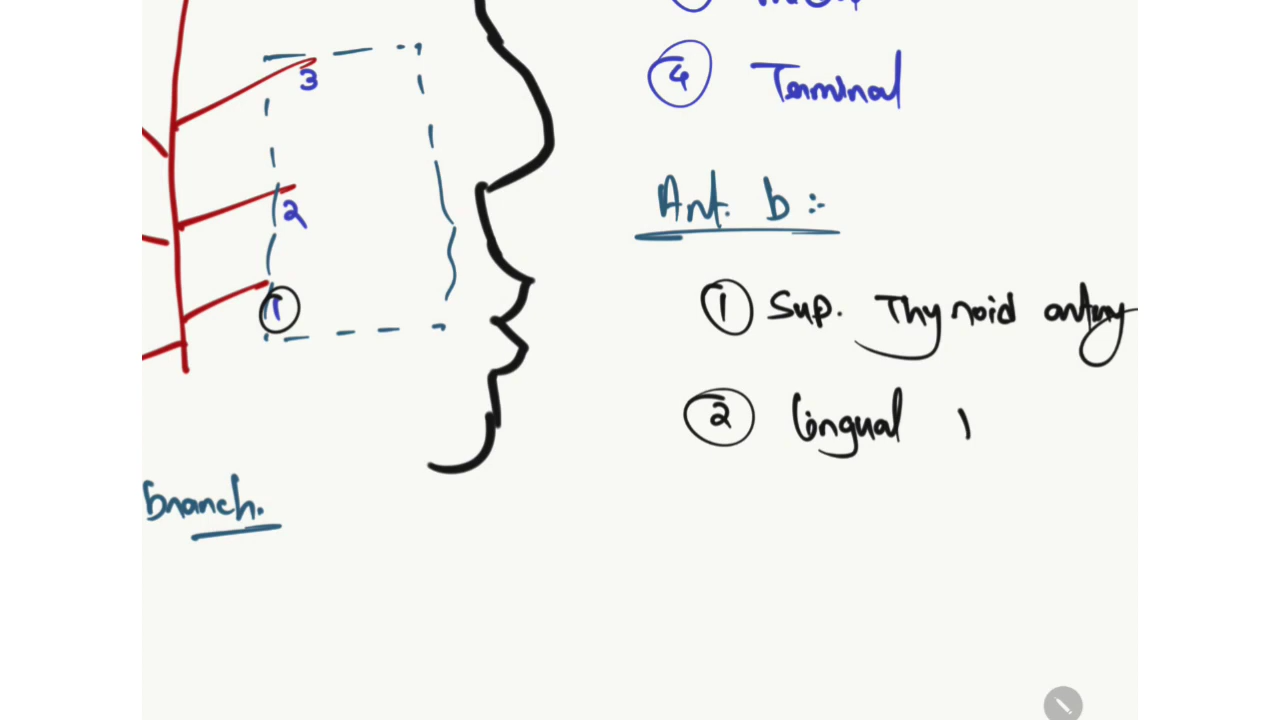 3
④ Terminal
2
Ant. b :-
① Sup. Thyroid artery
1
② lingual
branch.